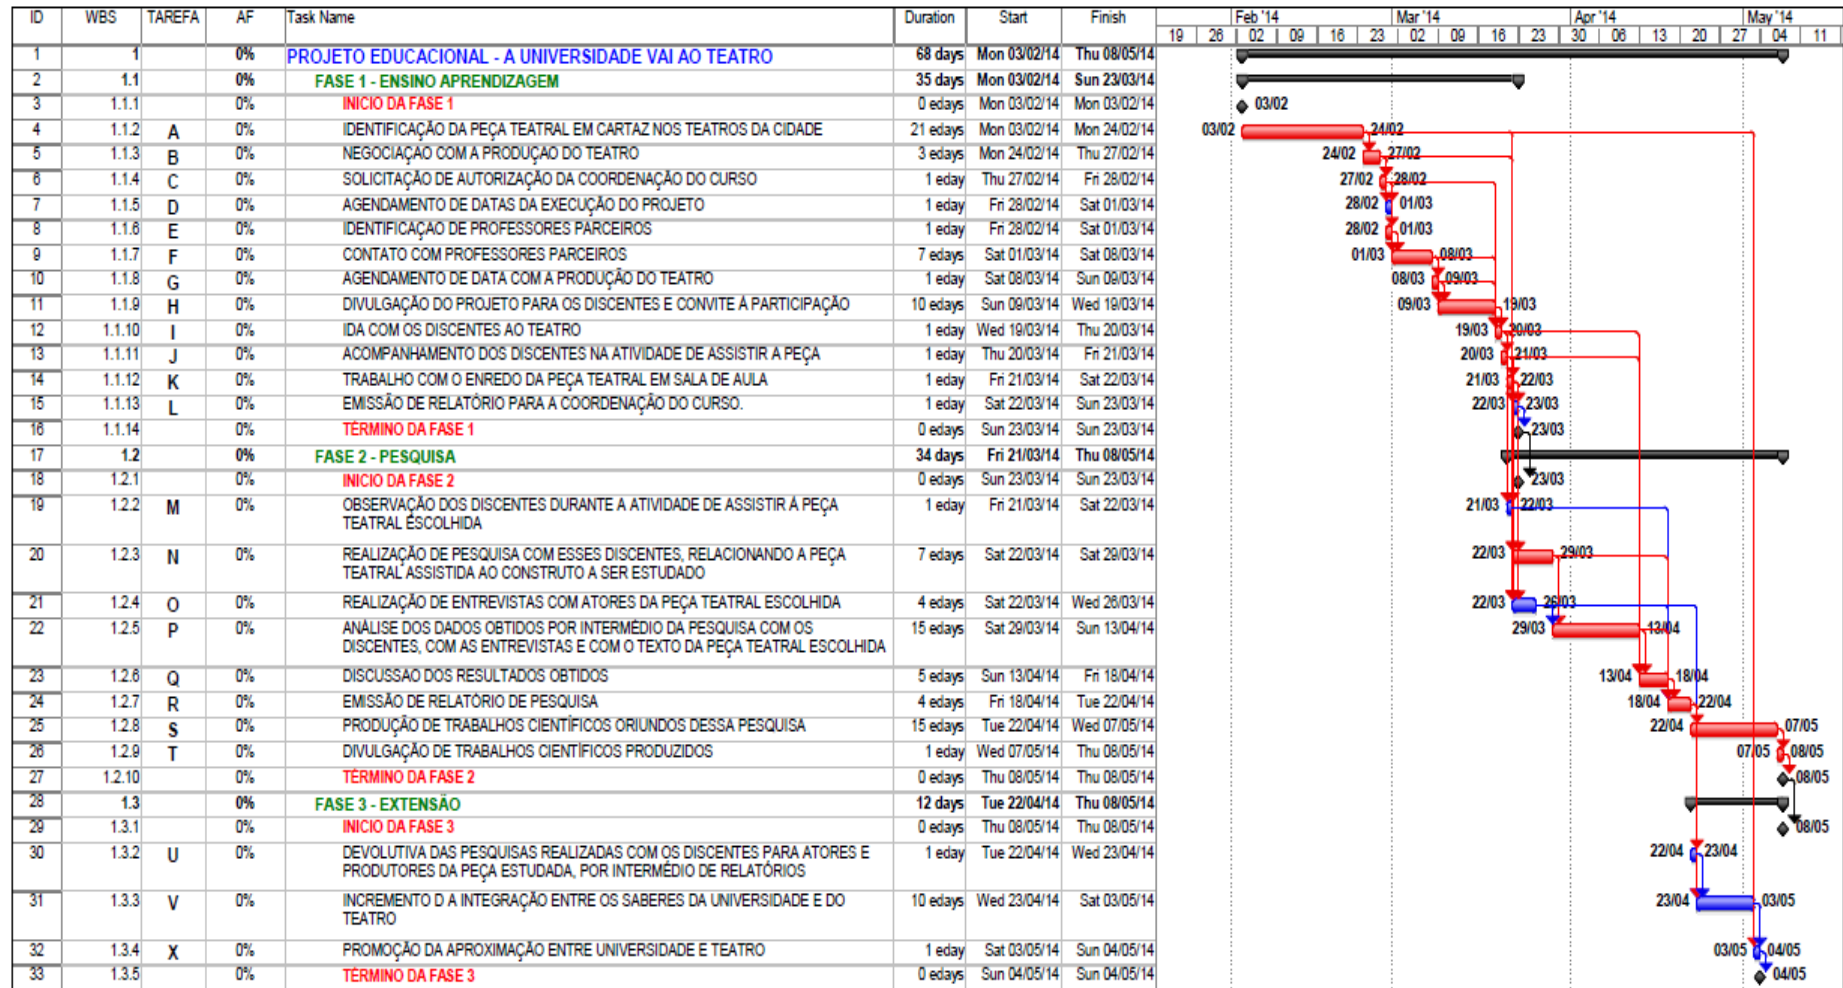 ID WBS TAREFA AF Task Name Duration Start Finish Feb '14 Mar '14 Apr '14 May '14
19 26 02 09 16 23 02 09 16 23 30 06 13 20 27 04 11
1 1 0% PROJETO EDUCACIONAL - A UNIVERSIDADE VAI AO TEATRO 68 days Mon 03/02/14 Thu 08/05/14
2 1.1 0% FASE 1 - ENSINO APRENDIZAGEM 35 days Mon 03/02/14 Sun 23/03/14
3 1.1.1 0% INICIO DA FASE 1 0 edays Mon 03/02/14 Mon 03/02/14 03/02
4 1.1.2 A 0% IDENTIFICAÇÃO DA PEÇA TEATRAL EM CARTAZ NOS TEATROS DA CIDADE 21 edays Mon 03/02/14 Mon 24/02/14 03/02 24/02
5 1.1.3 B 0% NEGOCIAÇÃO COM A PRODUÇÃO DO TEATRO 3 edays Mon 24/02/14 Thu 27/02/14 24/02 27/02
6 1.1.4 C 0% SOLICITAÇÃO DE AUTORIZAÇÃO DA COORDENAÇÃO DO CURSO 1 eday Thu 27/02/14 Fri 28/02/14 27/02 28/02
7 1.1.5 D 0% AGENDAMENTO DE DATAS DA EXECUÇÃO DO PROJETO 1 eday Fri 28/02/14 Sat 01/03/14 28/02 01/03
8 1.1.6 E 0% IDENTIFICAÇAO DE PROFESSORES PARCEIROS 1 eday Fri 28/02/14 Sat 01/03/14 28/02 01/03
9 1.1.7 F 0% CONTATO COM PROFESSORES PARCEIROS 7 edays Sat 01/03/14 Sat 08/03/14 01/03 08/03
10 1.1.8 G 0% AGENDAMENTO DE DATA COM A PRODUÇÃO DO TEATRO 1 eday Sat 08/03/14 Sun 09/03/14 08/03 09/03
11 1.1.9 H 0% DIVULGAÇÃO DO PROJETO PARA OS DISCENTES E CONVITE À PARTICIPAÇÃO 10 edays Sun 09/03/14 Wed 19/03/14 09/03 19/03
12 1.1.10 I 0% IDA COM OS DISCENTES AO TEATRO 1 eday Wed 19/03/14 Thu 20/03/14 19/03 20/03
13 1.1.11 J 0% ACOMPANHAMENTO DOS DISCENTES NA ATIVIDADE DE ASSISTIR A PEÇA 1 eday Thu 20/03/14 Fri 21/03/14 20/03 21/03
14 1.1.12 K 0% TRABALHO COM O ENREDO DA PEÇA TEATRAL EM SALA DE AULA 1 eday Fri 21/03/14 Sat 22/03/14 21/03 22/03
15 1.1.13 L 0% EMISSÃO DE RELATÓRIO PARA A COORDENAÇÃO DO CURSO. 1 eday Sat 22/03/14 Sun 23/03/14 22/03 23/03
16 1.1.14 0% TÉRMINO DA FASE 1 0 edays Sun 23/03/14 Sun 23/03/14 23/03
17 1.2 0% FASE 2 - PESQUISA 34 days Fri 21/03/14 Thu 08/05/14
18 1.2.1 0% INICIO DA FASE 2 0 edays Sun 23/03/14 Sun 23/03/14 23/03
19 1.2.2 M 0% OBSERVAÇÃO DOS DISCENTES DURANTE A ATIVIDADE DE ASSISTIR À PEÇA 1 eday Fri 21/03/14 Sat 22/03/14 21/03 22/03
TEATRAL ESCOLHIDA
20 1.2.3 N 0% REALIZAÇÃO DE PESQUISA COM ESSES DISCENTES, RELACIONANDO A PEÇA 7 edays Sat 22/03/14 Sat 29/03/14 22/03 29/03
TEATRAL ASSISTIDA AO CONSTRUTO A SER ESTUDADO
21 1.2.4 O 0% REALIZAÇÃO DE ENTREVISTAS COM ATORES DA PEÇA TEATRAL ESCOLHIDA 4 edays Sat 22/03/14 Wed 26/03/14 22/03 26/03
22 1.2.5 P 0% ANÁLISE DOS DADOS OBTIDOS POR INTERMÉDIO DA PESQUISA COM OS 15 edays Sat 29/03/14 Sun 13/04/14 29/03 13/04
DISCENTES, COM AS ENTREVISTAS E COM O TEXTO DA PEÇA TEATRAL ESCOLHIDA
23 1.2.6 Q 0% DISCUSSAO DOS RESULTADOS OBTIDOS 5 edays Sun 13/04/14 Fri 18/04/14 13/04 18/04
24 1.2.7 R 0% EMISSÃO DE RELATÓRIO DE PESQUISA 4 edays Fri 18/04/14 Tue 22/04/14 18/04 22/04
25 1.2.8 S 0% PRODUÇÃO DE TRABALHOS CIENTÍFICOS ORIUNDOS DESSA PESQUISA 15 edays Tue 22/04/14 Wed 07/05/14 22/04 07/05
26 1.2.9 T 0% DIVULGAÇÃO DE TRABALHOS CIENTÍFICOS PRODUZIDOS 1 eday Wed 07/05/14 Thu 08/05/14 07/05 08/05
27 1.2.10 0% TÉRMINO DA FASE 2 0 edays Thu 08/05/14 Thu 08/05/14 08/05
28 1.3 0% FASE 3 - EXTENSÃO 12 days Tue 22/04/14 Thu 08/05/14
29 1.3.1 0% INICIO DA FASE 3 0 edays Thu 08/05/14 Thu 08/05/14 08/05
30 1.3.2 U 0% DEVOLUTIVA DAS PESQUISAS REALIZADAS COM OS DISCENTES PARA ATORES E 1 eday Tue 22/04/14 Wed 23/04/14 22/04 23/04
PRODUTORES DA PEÇA ESTUDADA, POR INTERMÉDIO DE RELATÓRIOS
31 1.3.3 V 0% INCREMENTO D A INTEGRAÇÃO ENTRE OS SABERES DA UNIVERSIDADE E DO 10 edays Wed 23/04/14 Sat 03/05/14 23/04 03/05
TEATRO
32 1.3.4 X 0% PROMOÇÃO DA APROXIMAÇÃO ENTRE UNIVERSIDADE E TEATRO 1 eday Sat 03/05/14 Sun 04/05/14 03/05 04/05
33 1.3.5 0% TÉRMINO DA FASE 3 0 edays Sun 04/05/14 Sun 04/05/14 04/05